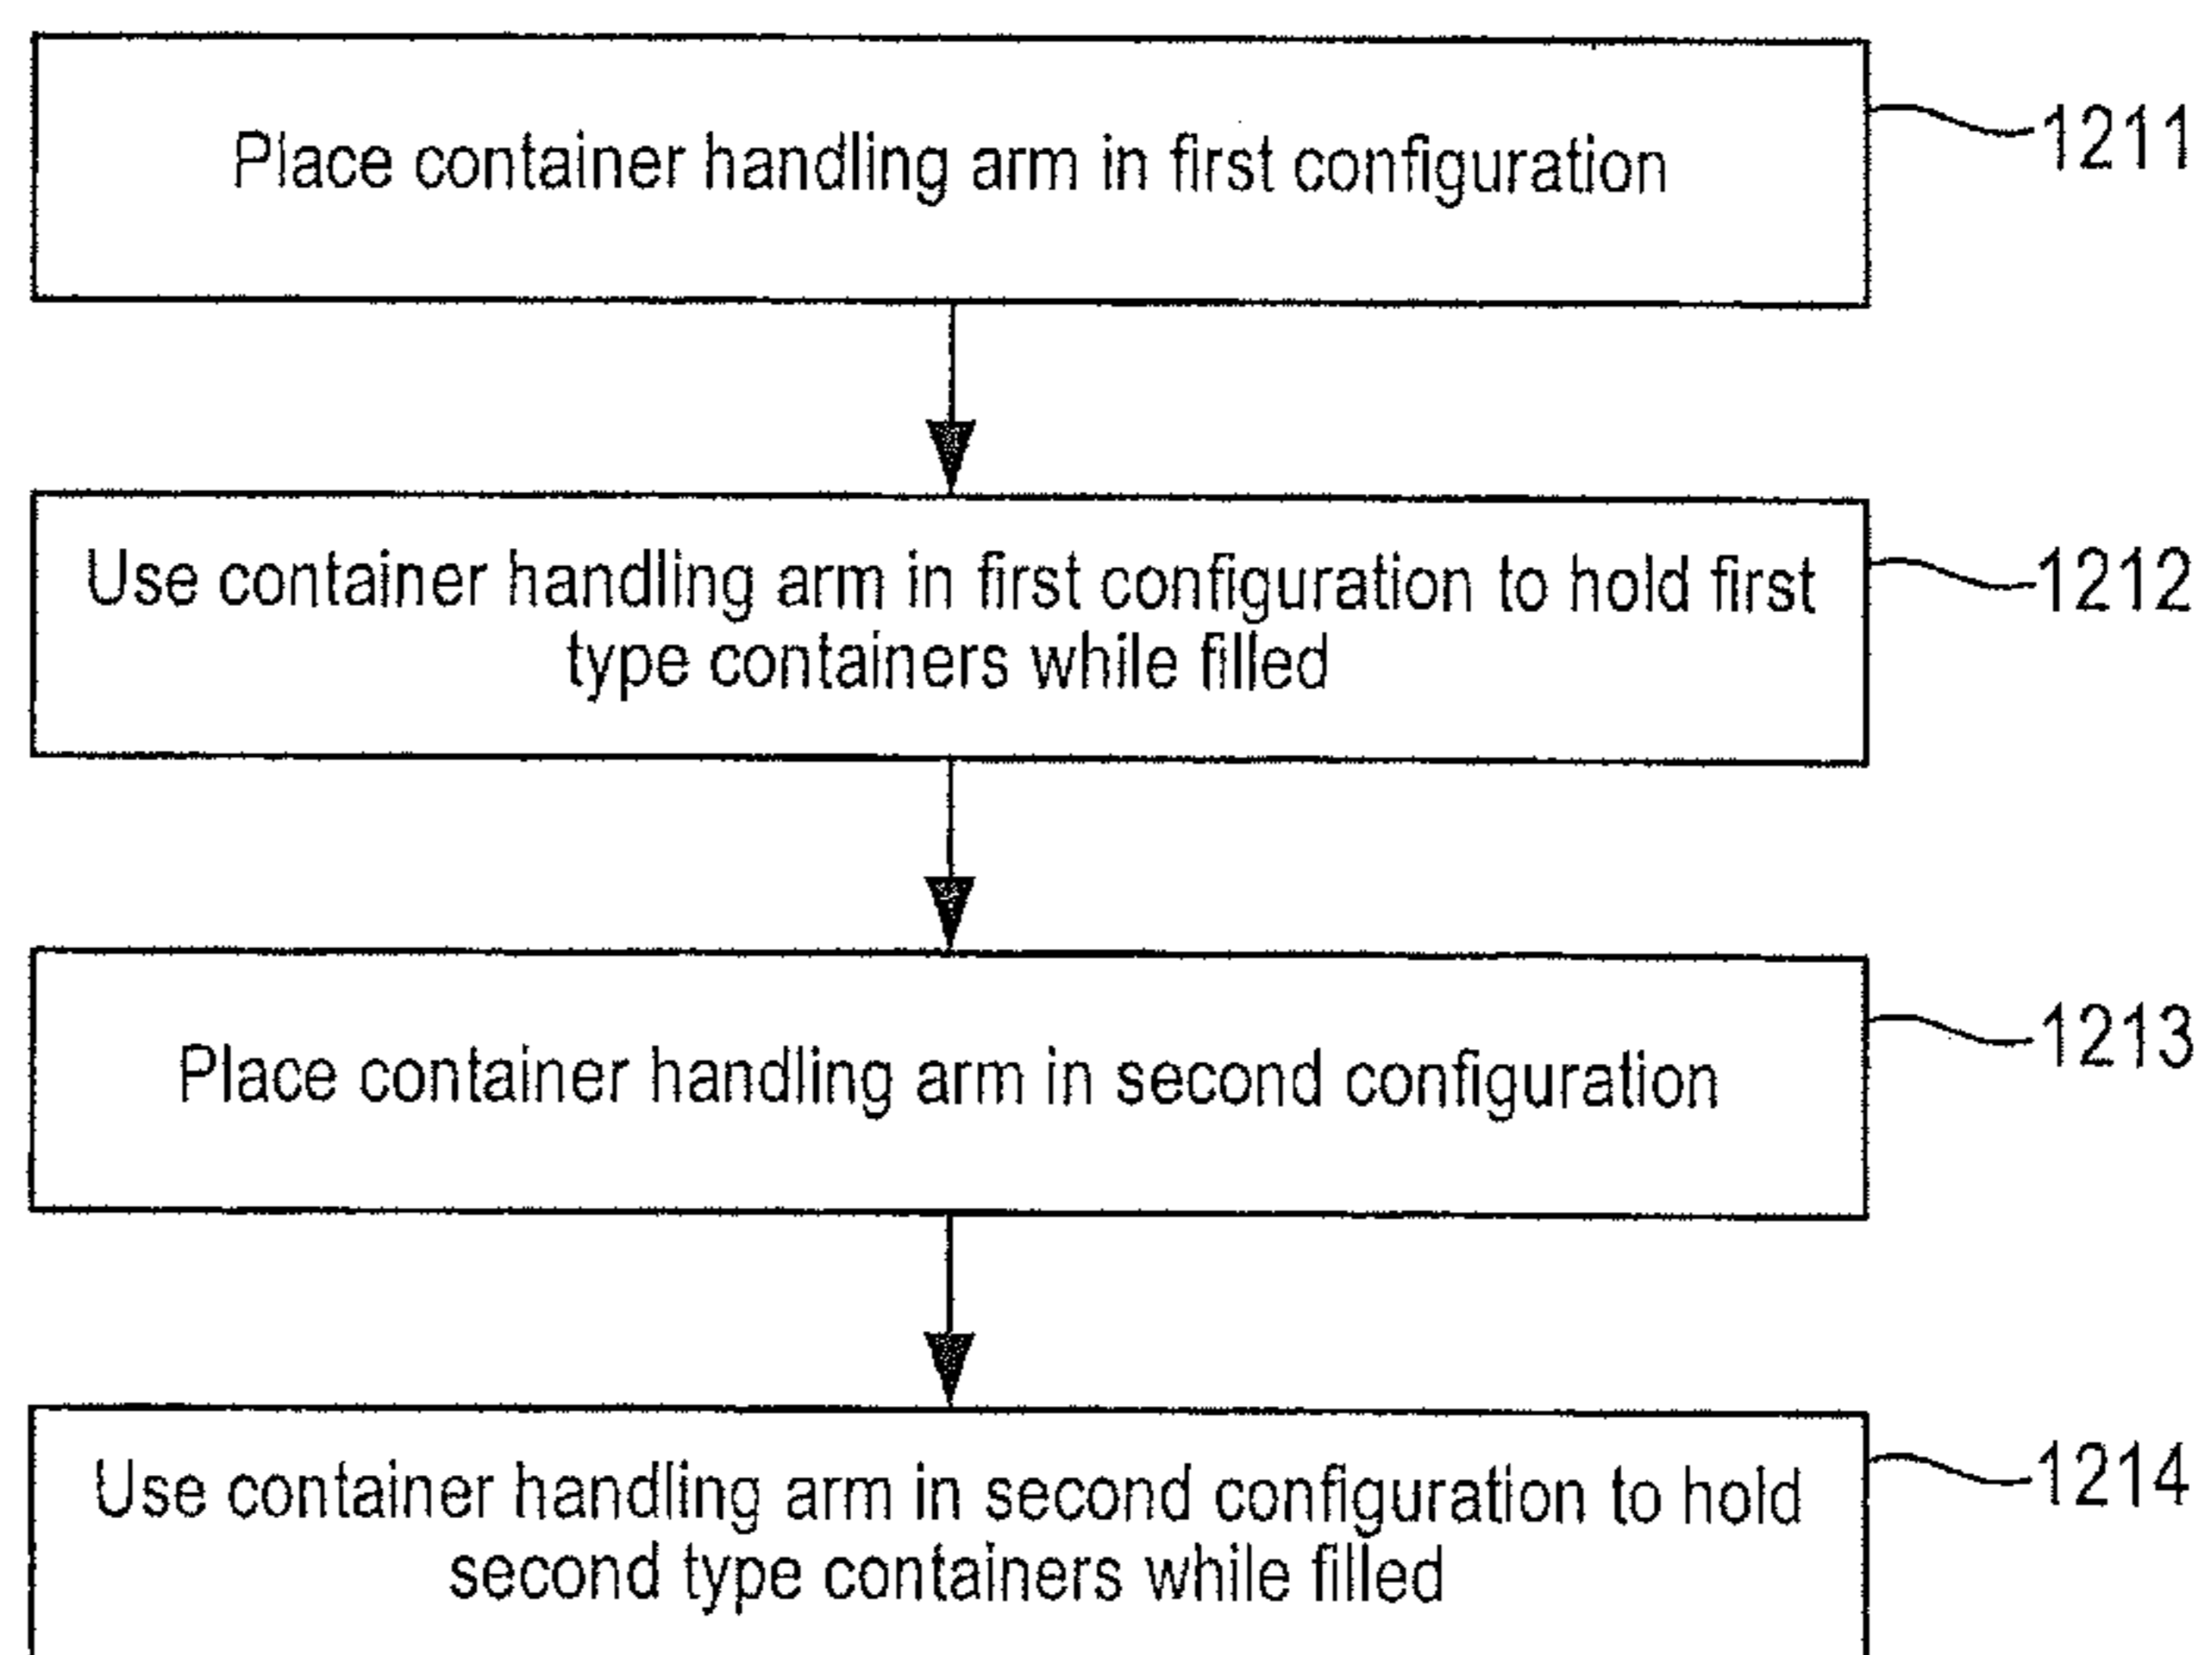 Place container handling arm in first configuration
1211
Use container handling arm in first configuration to hold first
type containers while filled
1212
Place container handling arm in second configuration
1213
Use container handling arm in second configuration to hold
second type containers while filled
1214